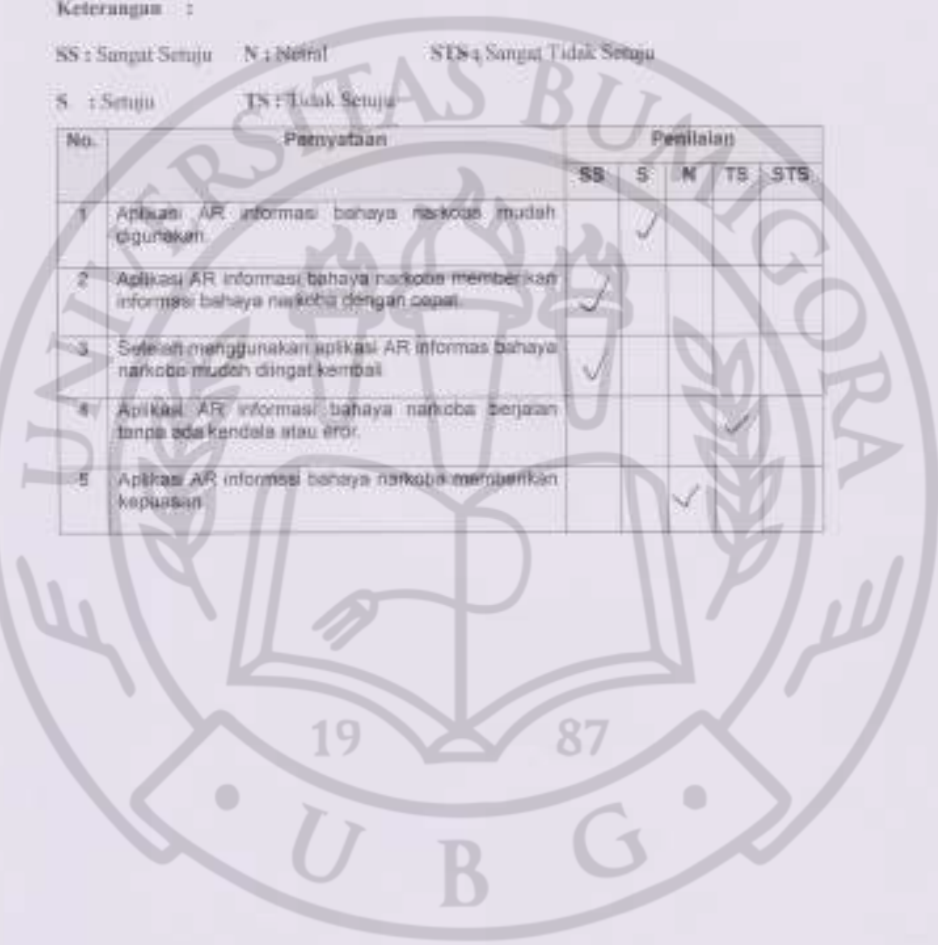 Keterangan :
SS : Sangat Setuju N : Netral STS : Sangat Tidak Setuju
S : Setuju TS : Tidak Setuju
No. Pernyataan Penilaian
SS S N TS STS
1 Aplikasi AR informasi bahaya narkoba mudah
digunakan. ✓
2 Aplikasi AR informasi bahaya narkoba memberikan
informasi bahaya narkoba dengan cepat. ✓
3 Setelah menggunakan aplikasi AR informas bahaya
narkoba mudah diingat kembali ✓
4 Aplikasi AR informasi bahaya narkoba berjalan
tanpa ada kendala atau eror. ✓
5 Aplikasi AR informasi bahaya narkoba memberikan
kepuasan ✓
UNIVERSITAS BUMIGORA
19 87
U B G